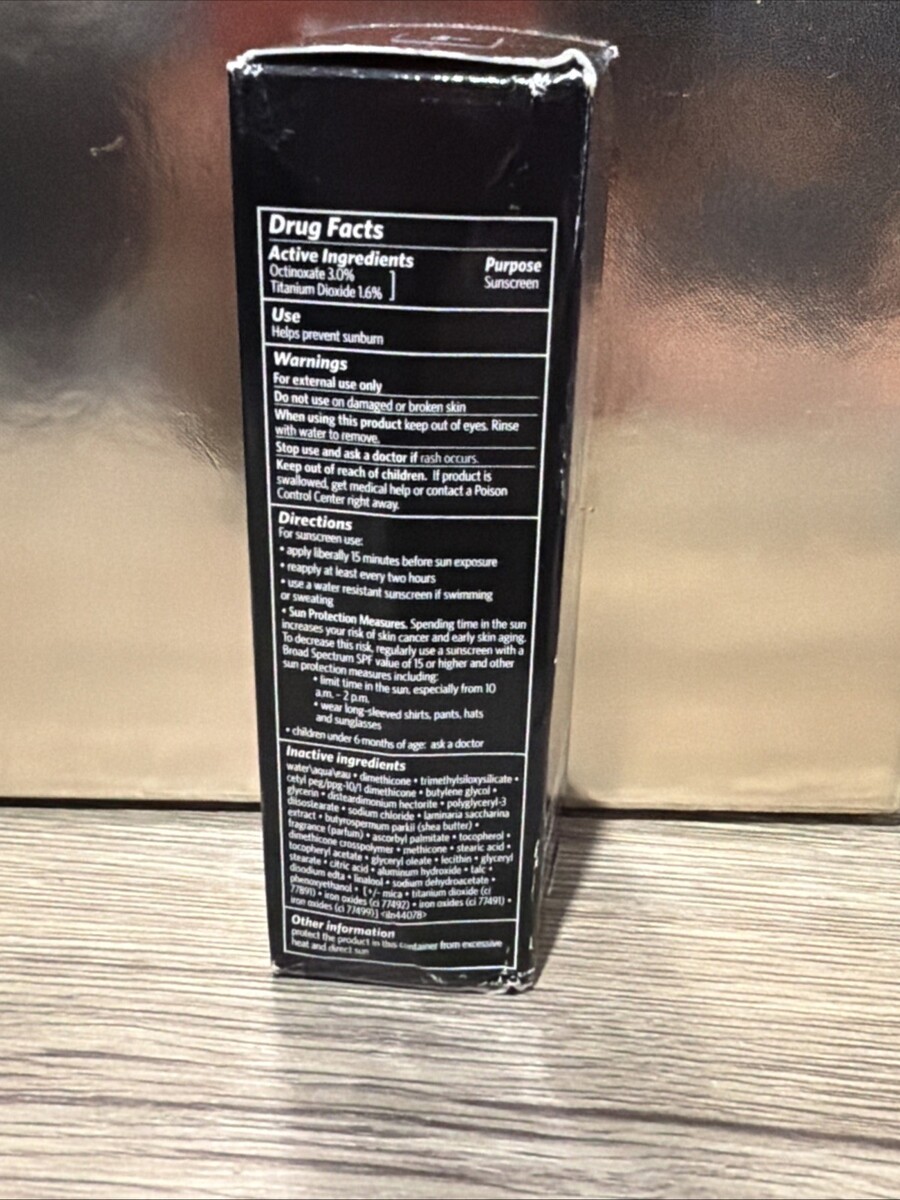 Drug Facts
Active Ingredients Purpose
Octinoxate 3.0% Sunscreen
Titanium Dioxide 1.6%
Use
Helps prevent sunburn
Warnings
For external use only
Do not use on damaged or broken skin
When using this product keep out of eyes. Rinse
with water to remove.
Stop use and ask a doctor if rash occurs.
Keep out of reach of children. If product is
swallowed, get medical help or contact a Poison
Control Center right away.
Directions
For sunscreen use:
• apply liberally 15 minutes before sun exposure
• reapply at least every two hours
• use a water resistant sunscreen if swimming
or sweating
• Sun Protection Measures. Spending time in the sun
increases your risk of skin cancer and early skin aging.
To decrease this risk, regularly use a sunscreen with a
Broad Spectrum SPF value of 15 or higher and other
sun protection measures including:
• limit time in the sun, especially from 10
a.m. – 2 p.m.
• wear long-sleeved shirts, pants, hats
and sunglasses
• children under 6 months of age: ask a doctor
Inactive ingredients
water\aqua\eau • dimethicone • trimethylsiloxysilicate •
cetyl peg/ppg-10/1 dimethicone • butylene glycol •
glycerin • disteardimonium hectorite • polyglyceryl-3
diisostearate • sodium chloride • laminaria saccharina
extract • butyrospermum parkii (shea butter) •
fragrance (parfum) • ascorbyl palmitate • tocopherol •
dimethicone crosspolymer • methicone • stearic acid •
tocopheryl acetate • glyceryl oleate • lecithin • glyceryl
stearate • citric acid • aluminum hydroxide • talc •
disodium edta • linalool • sodium dehydroacetate •
phenoxyethanol • [+/- mica • titanium dioxide (ci
77891) • iron oxides (ci 77492) • iron oxides (ci 77491) •
iron oxides (ci 77499)] <iln44078>
Other information
protect the product in this container from excessive
heat and direct sun